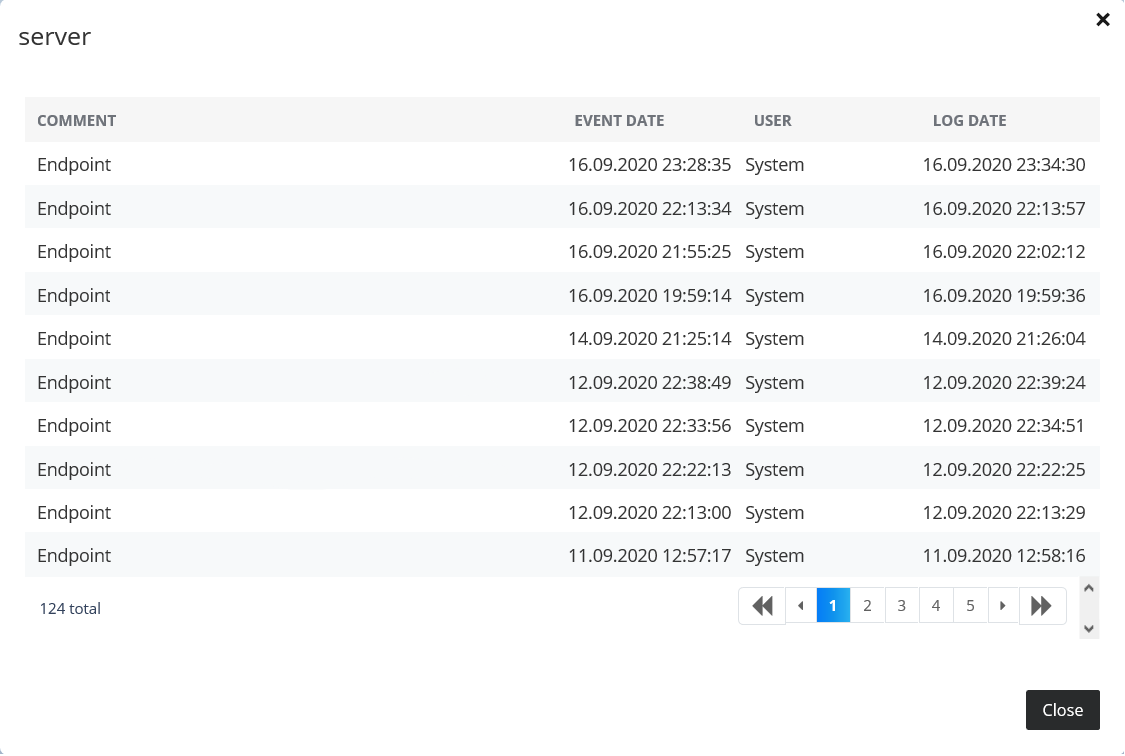 server
COMMENT EVENT DATE USER LOG DATE
Endpoint 16.09.2020 23:28:35 System 16.09.2020 23:34:30
Endpoint 16.09.2020 22:13:34 System 16.09.2020 22:13:57
Endpoint 16.09.2020 21:55:25 System 16.09.2020 22:02:12
Endpoint 16.09.2020 19:59:14 System 16.09.2020 19:59:36
Endpoint 14.09.2020 21:25:14 System 14.09.2020 21:26:04
Endpoint 12.09.2020 22:38:49 System 12.09.2020 22:39:24
Endpoint 12.09.2020 22:33:56 System 12.09.2020 22:34:51
Endpoint 12.09.2020 22:22:13 System 12.09.2020 22:22:25
Endpoint 12.09.2020 22:13:00 System 12.09.2020 22:13:29
Endpoint 11.09.2020 12:57:17 System 11.09.2020 12:58:16
124 total 1 2 3 4 5
Close